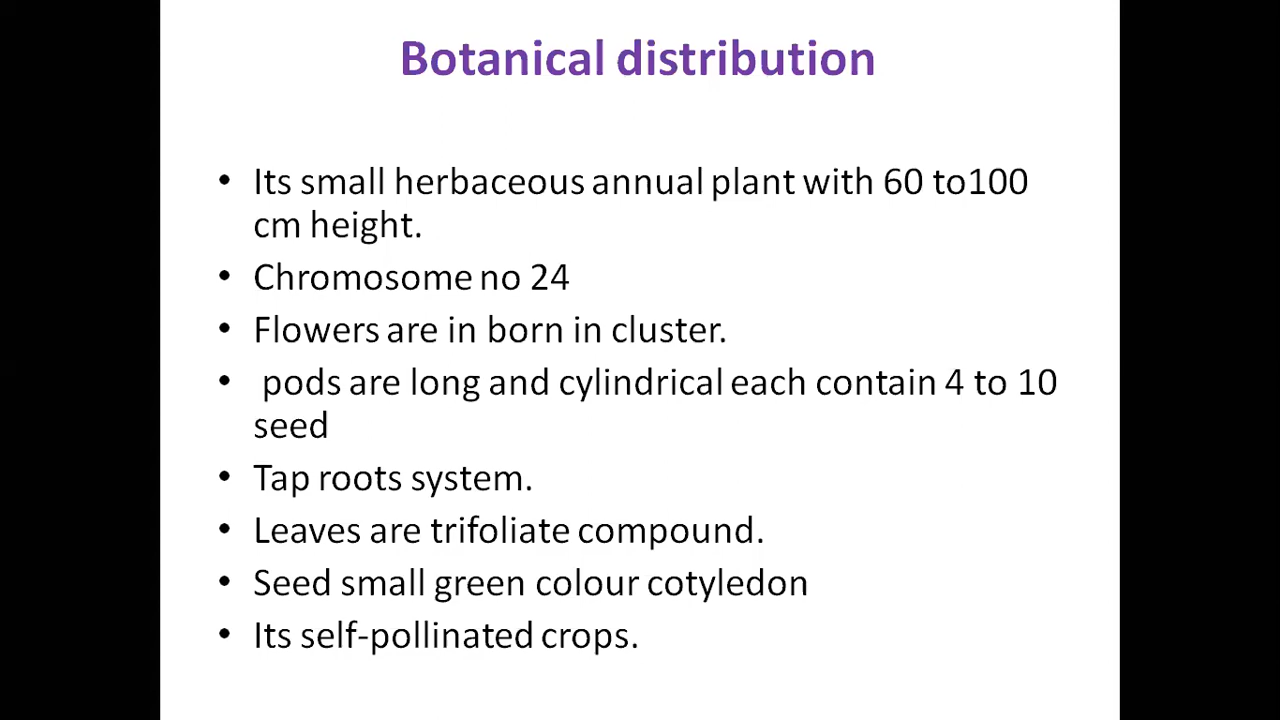 Botanical distribution
• Its small herbaceous annual plant with 60 to100
cm height.
• Chromosome no 24
• Flowers are in born in cluster.
• pods are long and cylindrical each contain 4 to 10
seed
• Tap roots system.
• Leaves are trifoliate compound.
• Seed small green colour cotyledon
• Its self-pollinated crops.